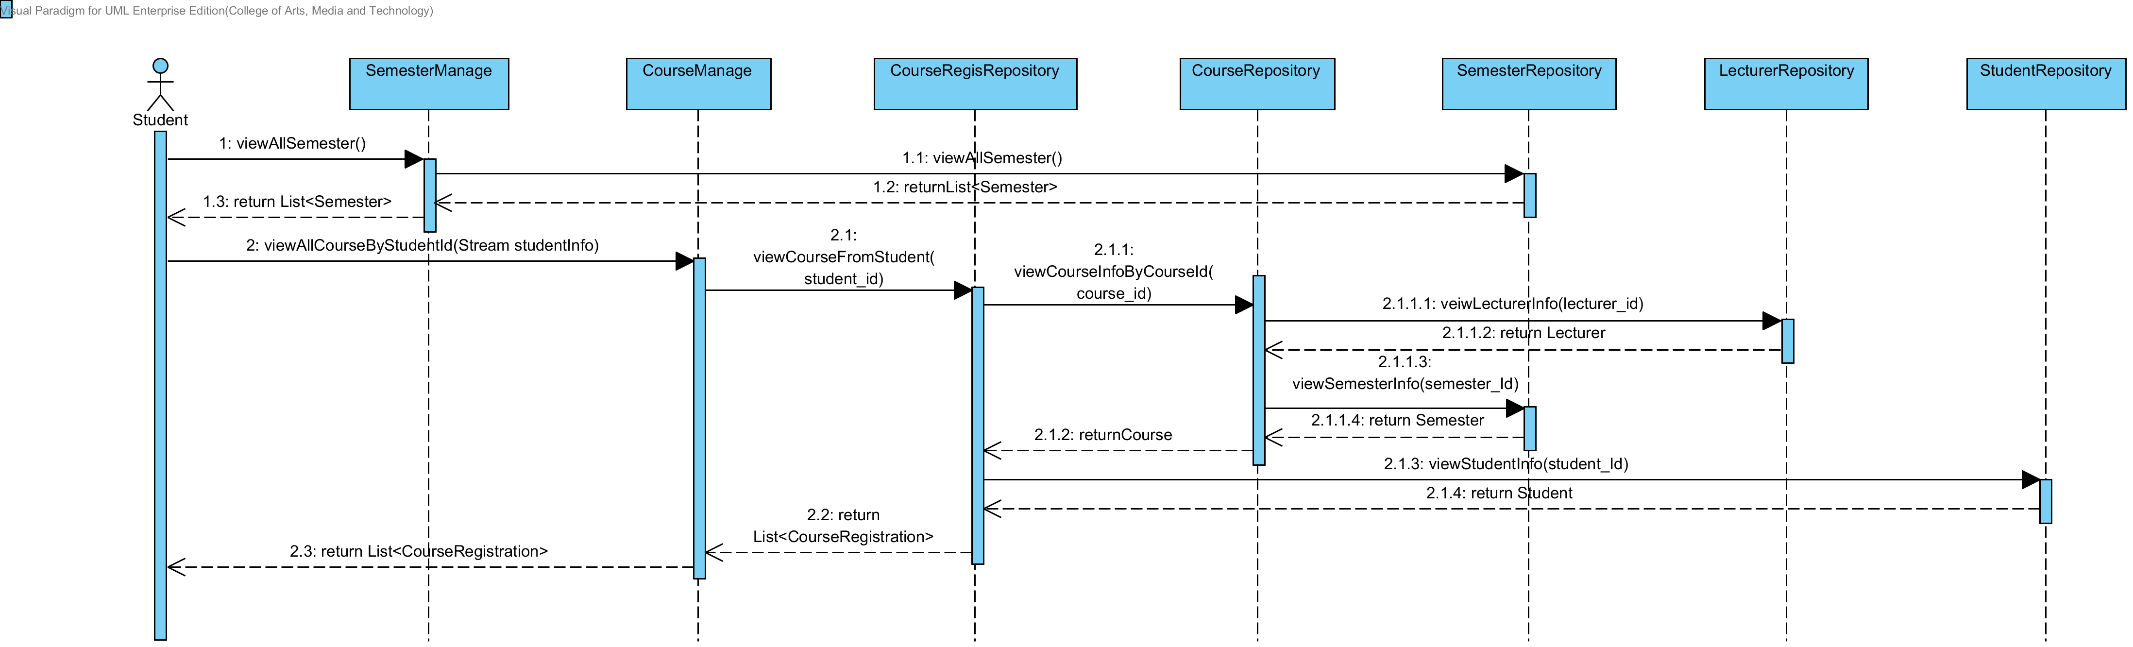 Visual Paradigm for UML Enterprise Edition(College of Arts, Media and Technology)
SemesterManage
CourseManage
CourseRegisRepository
CourseRepository
SemesterRepository
LecturerRepository
StudentRepository
Student
1: viewAllSemester()
1.1: viewAllSemester()
1.2: returnList<Semester>
1.3: return List<Semester>
2: viewAllCourseByStudentId(Stream studentInfo)
2.1:
viewCourseFromStudent(
student_id)
2.1.1:
viewCourseInfoByCourseId(
course_id)
2.1.1.1: veiwLecturerInfo(lecturer_id)
2.1.1.2: return Lecturer
2.1.1.3:
viewSemesterInfo(semester_Id)
2.1.1.4: return Semester
2.1.2: returnCourse
2.1.3: viewStudentInfo(student_Id)
2.1.4: return Student
2.2: return
List<CourseRegistration>
2.3: return List<CourseRegistration>